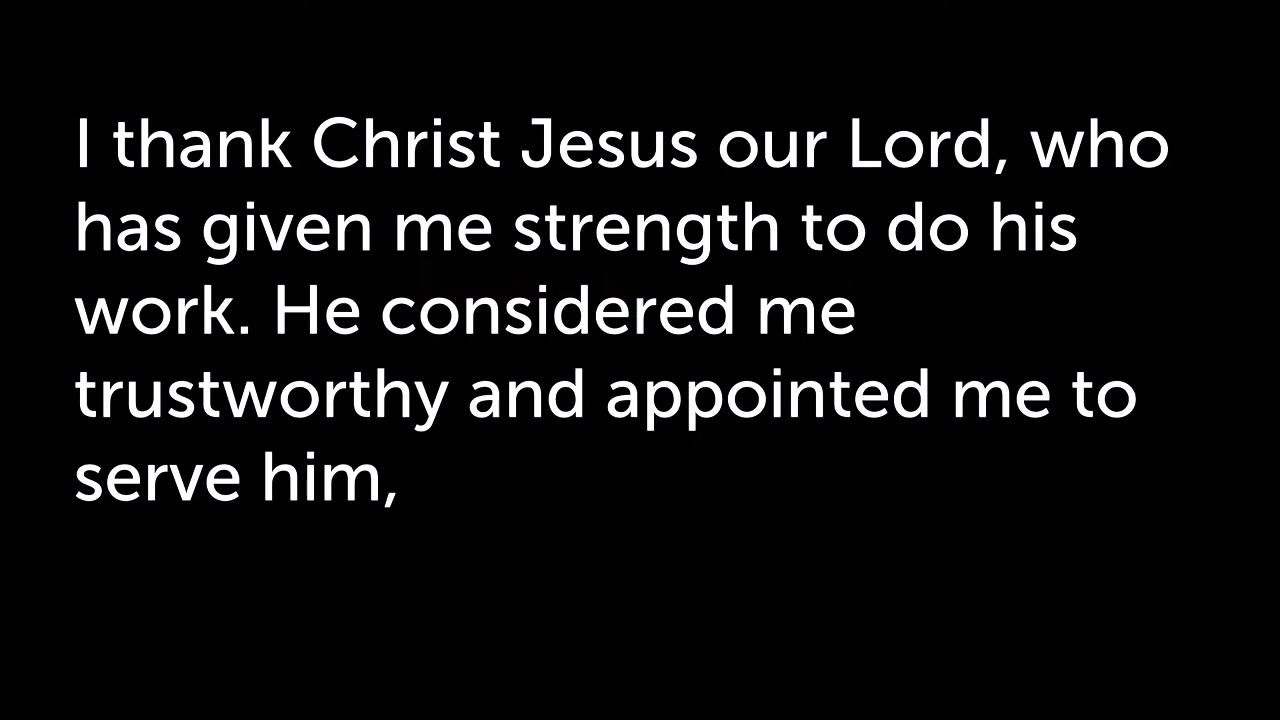 I thank Christ Jesus our Lord, who
has given me strength to do his
work. He considered me
trustworthy and appointed me to
serve him,